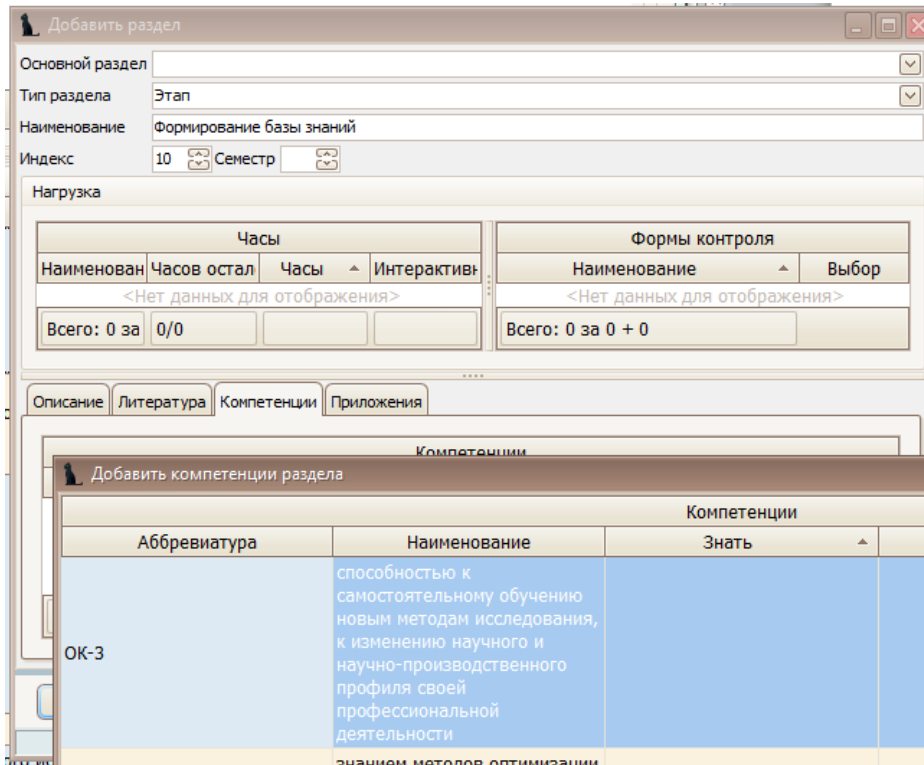 Добавить раздел
Основной раздел
Тип раздела Этап
Наименование Формирование базы знаний
Индекс 10 Семестр
Нагрузка
Часы
Наименован Часов остал Часы Интерактивн
<Нет данных для отображения>
Всего: 0 за 0/0
Формы контроля
Наименование Выбор
<Нет данных для отображения>
Всего: 0 за 0 + 0
Описание Литература Компетенции Приложения
Компетенции
Добавить компетенции раздела
Компетенции
Аббревиатура Наименование Знать
ОК-3
способностью к
самостоятельному обучению
новым методам исследования,
к изменению научного и
научно-производственного
профиля своей
профессиональной
деятельности
знанием методов оптимизации